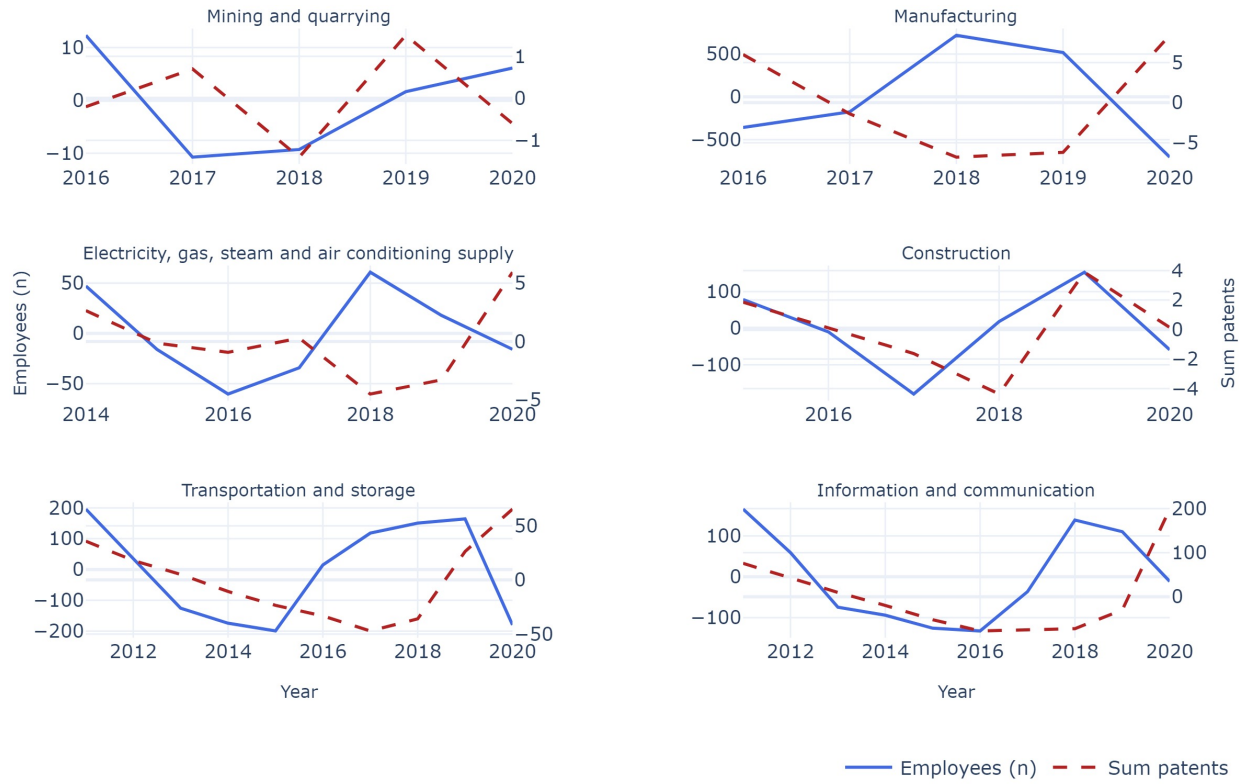 Mining and quarrying
Manufacturing
10
0
−10
1
0
−1
2016 2017 2018 2019 2020
500
0
−500
5
0
−5
2016 2017 2018 2019 2020
Electricity, gas, steam and air conditioning supply
Construction
Employees (n)
50
0
−50
5
0
−5
2014 2016 2018 2020
100
0
−100
4
2
0
−2
−4
Sum patents
2016 2018 2020
Transportation and storage
Information and communication
200
100
0
−100
−200
50
0
−50
2012 2014 2016 2018 2020
Year
100
0
−100
200
100
0
2012 2014 2016 2018 2020
Year
Employees (n) Sum patents